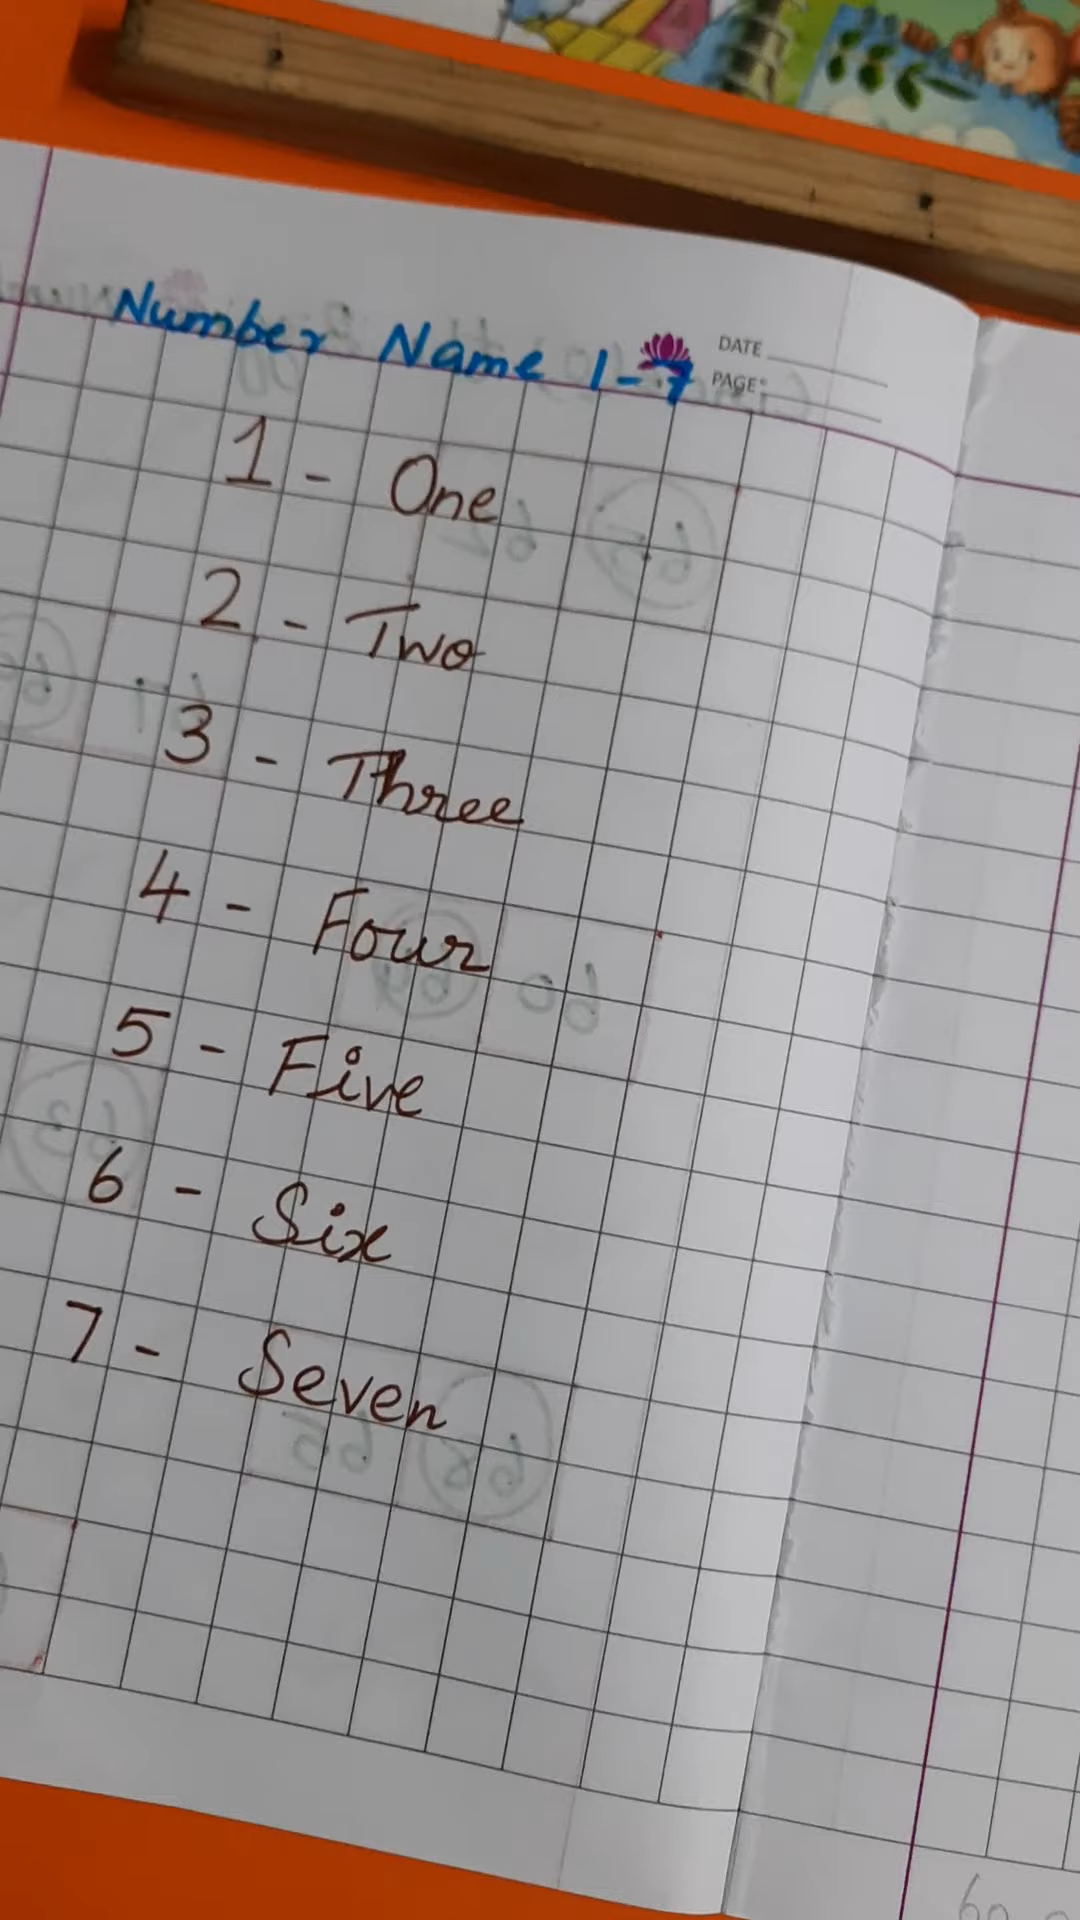 Number Name 1-7
DATE
PAGE:
1 - One
2 - Two
3 - Three
4 - Four
5 - Five
6 - Six
7 - Seven